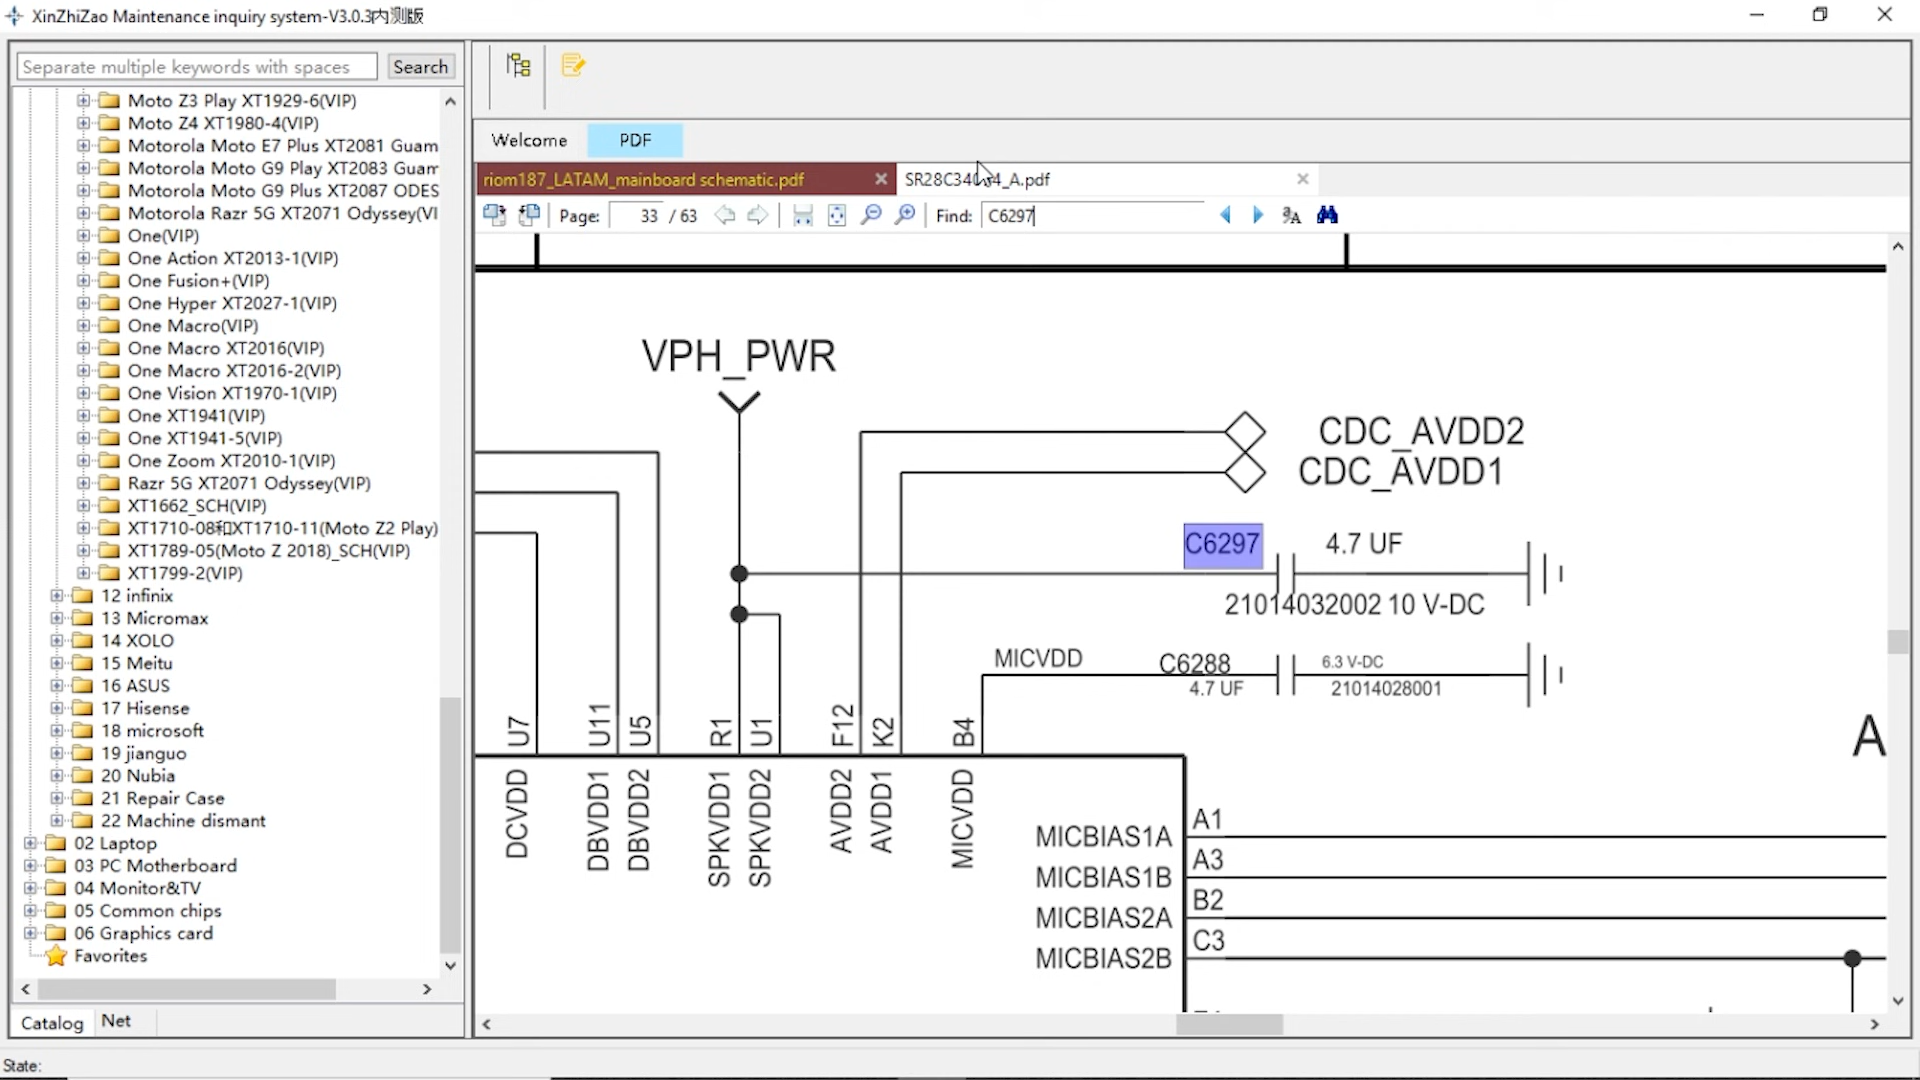 XinZhiZao Maintenance inquiry system-V3.0.3内测版
Separate multiple keywords with spaces
Search
Moto Z3 Play XT1929-6(VIP)
Moto Z4 XT1980-4(VIP)
Motorola Moto E7 Plus XT2081 Guam
Motorola Moto G9 Play XT2083 Guam
Motorola Moto G9 Plus XT2087 ODES
Motorola Razr 5G XT2071 Odyssey(VI
One(VIP)
One Action XT2013-1(VIP)
One Fusion+(VIP)
One Hyper XT2027-1(VIP)
One Macro(VIP)
One Macro XT2016(VIP)
One Macro XT2016-2(VIP)
One Vision XT1970-1(VIP)
One XT1941(VIP)
One XT1941-5(VIP)
One Zoom XT2010-1(VIP)
Razr 5G XT2071 Odyssey(VIP)
XT1662_SCH(VIP)
XT1710-08和XT1710-11(Moto Z2 Play)
XT1789-05(Moto Z 2018)_SCH(VIP)
XT1799-2(VIP)
12 infinix
13 Micromax
14 XOLO
15 Meitu
16 ASUS
17 Hisense
18 microsoft
19 jianguo
20 Nubia
21 Repair Case
22 Machine dismant
02 Laptop
03 PC Motherboard
04 Monitor&TV
05 Common chips
06 Graphics card
Favorites
Catalog
Net
State:
Welcome
PDF
riom187_LATAM_mainboard schematic.pdf
Page: 33 / 63
Find: C6297
VPH_PWR
CDC_AVDD2
CDC_AVDD1
C6297
4.7 UF
21014032002 10 V-DC
MICVDD
C6288
6.3 V-DC
4.7 UF
21014028001
U7
U11
U5
R1
U1
F12
K2
B4
A
DCVDD
DBVDD1
DBVDD2
SPKVDD1
SPKVDD2
AVDD2
AVDD1
MICVDD
MICBIAS1A
A1
MICBIAS1B
A3
MICBIAS2A
B2
MICBIAS2B
C3